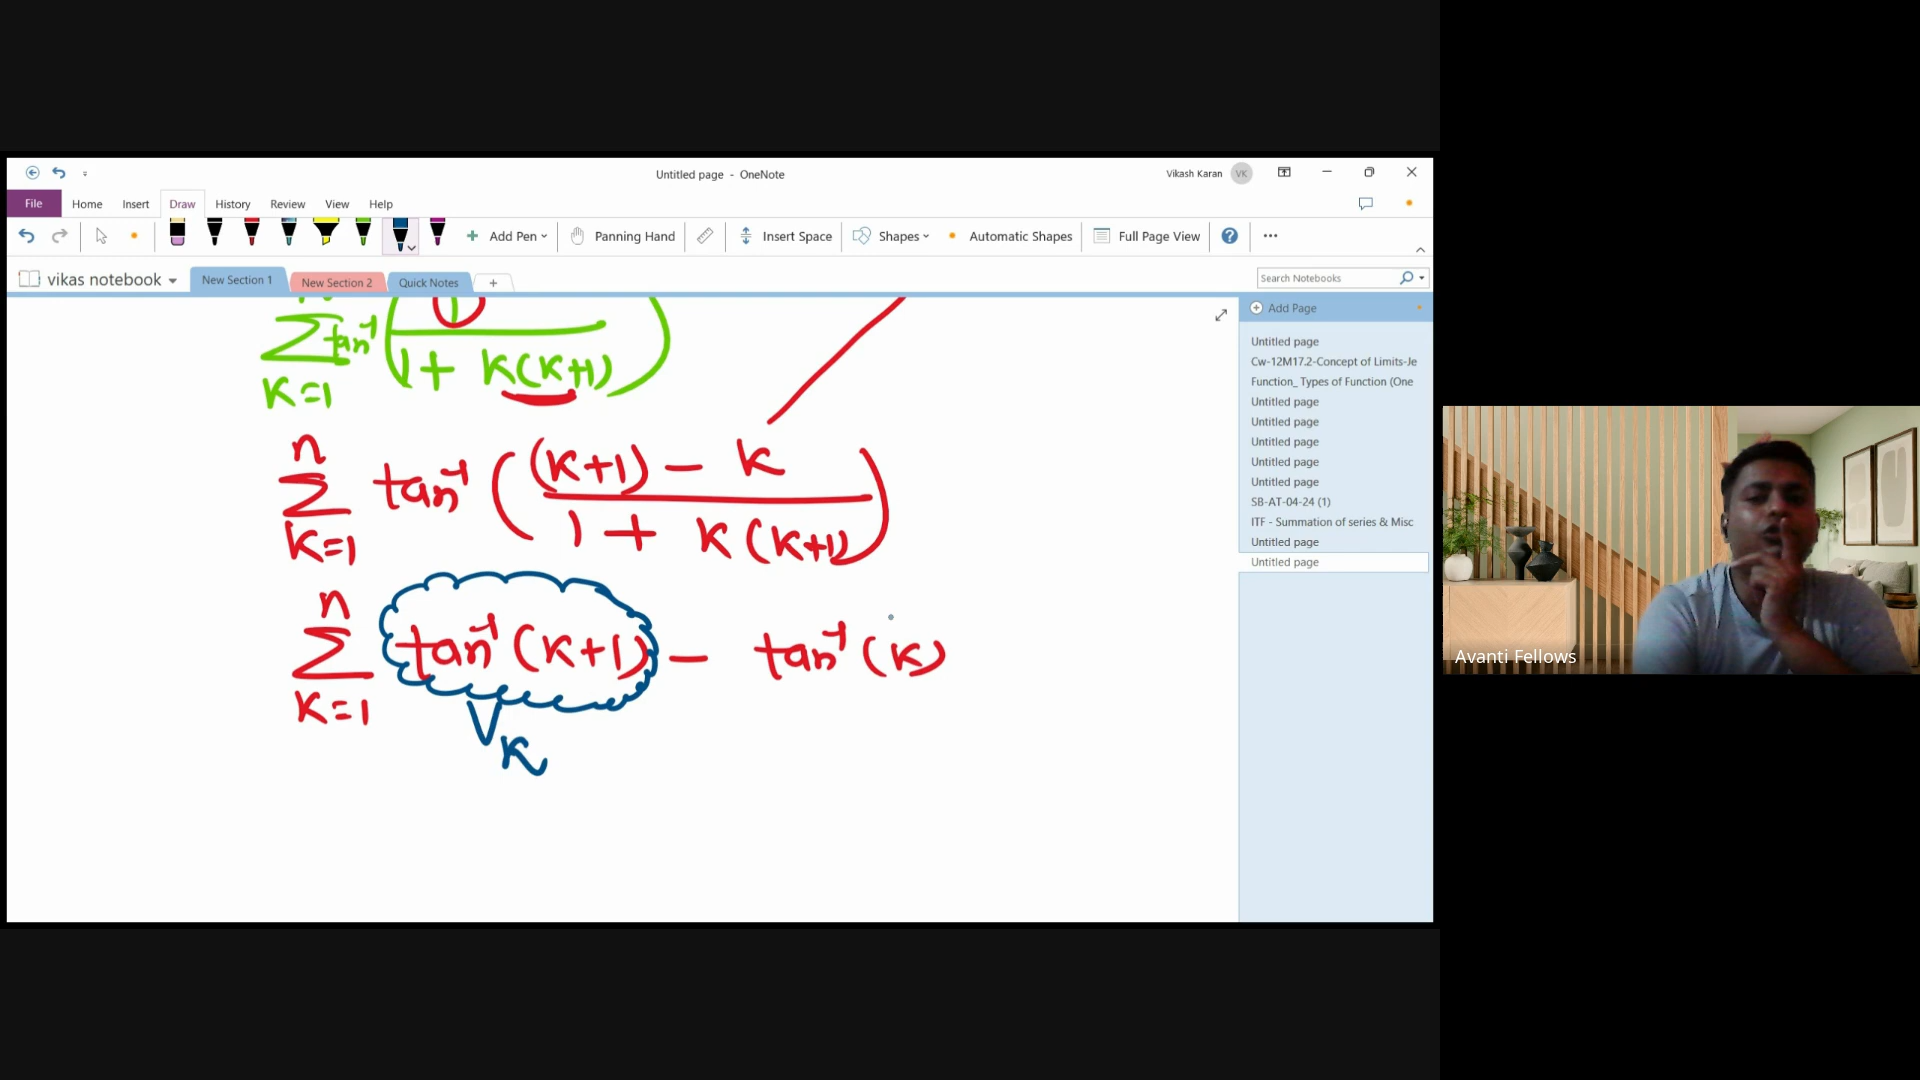 Untitled page - OneNote
Vikash Karan VK
File Home Insert Draw History Review View Help
+ Add Pen Panning Hand Insert Space Shapes Automatic Shapes Full Page View ? ...
vikas notebook New Section 1 New Section 2 Quick Notes +
Search Notebooks
Add Page
Untitled page
Cw-12M17.2-Concept of Limits-Je
Function_ Types of Function (One
Untitled page
Untitled page
Untitled page
Untitled page
Untitled page
SB-AT-04-24 (1)
ITF - Summation of series & Misc
Untitled page
Untitled page
∑ tan⁻¹ (1 / 1 + K(K+1))
K=1
n
∑ tan⁻¹ ((K+1) − K / 1 + K(K+1))
K=1
n
∑ tan⁻¹ (K+1) − tan⁻¹ (K)
K=1
V K
Avanti Fellows